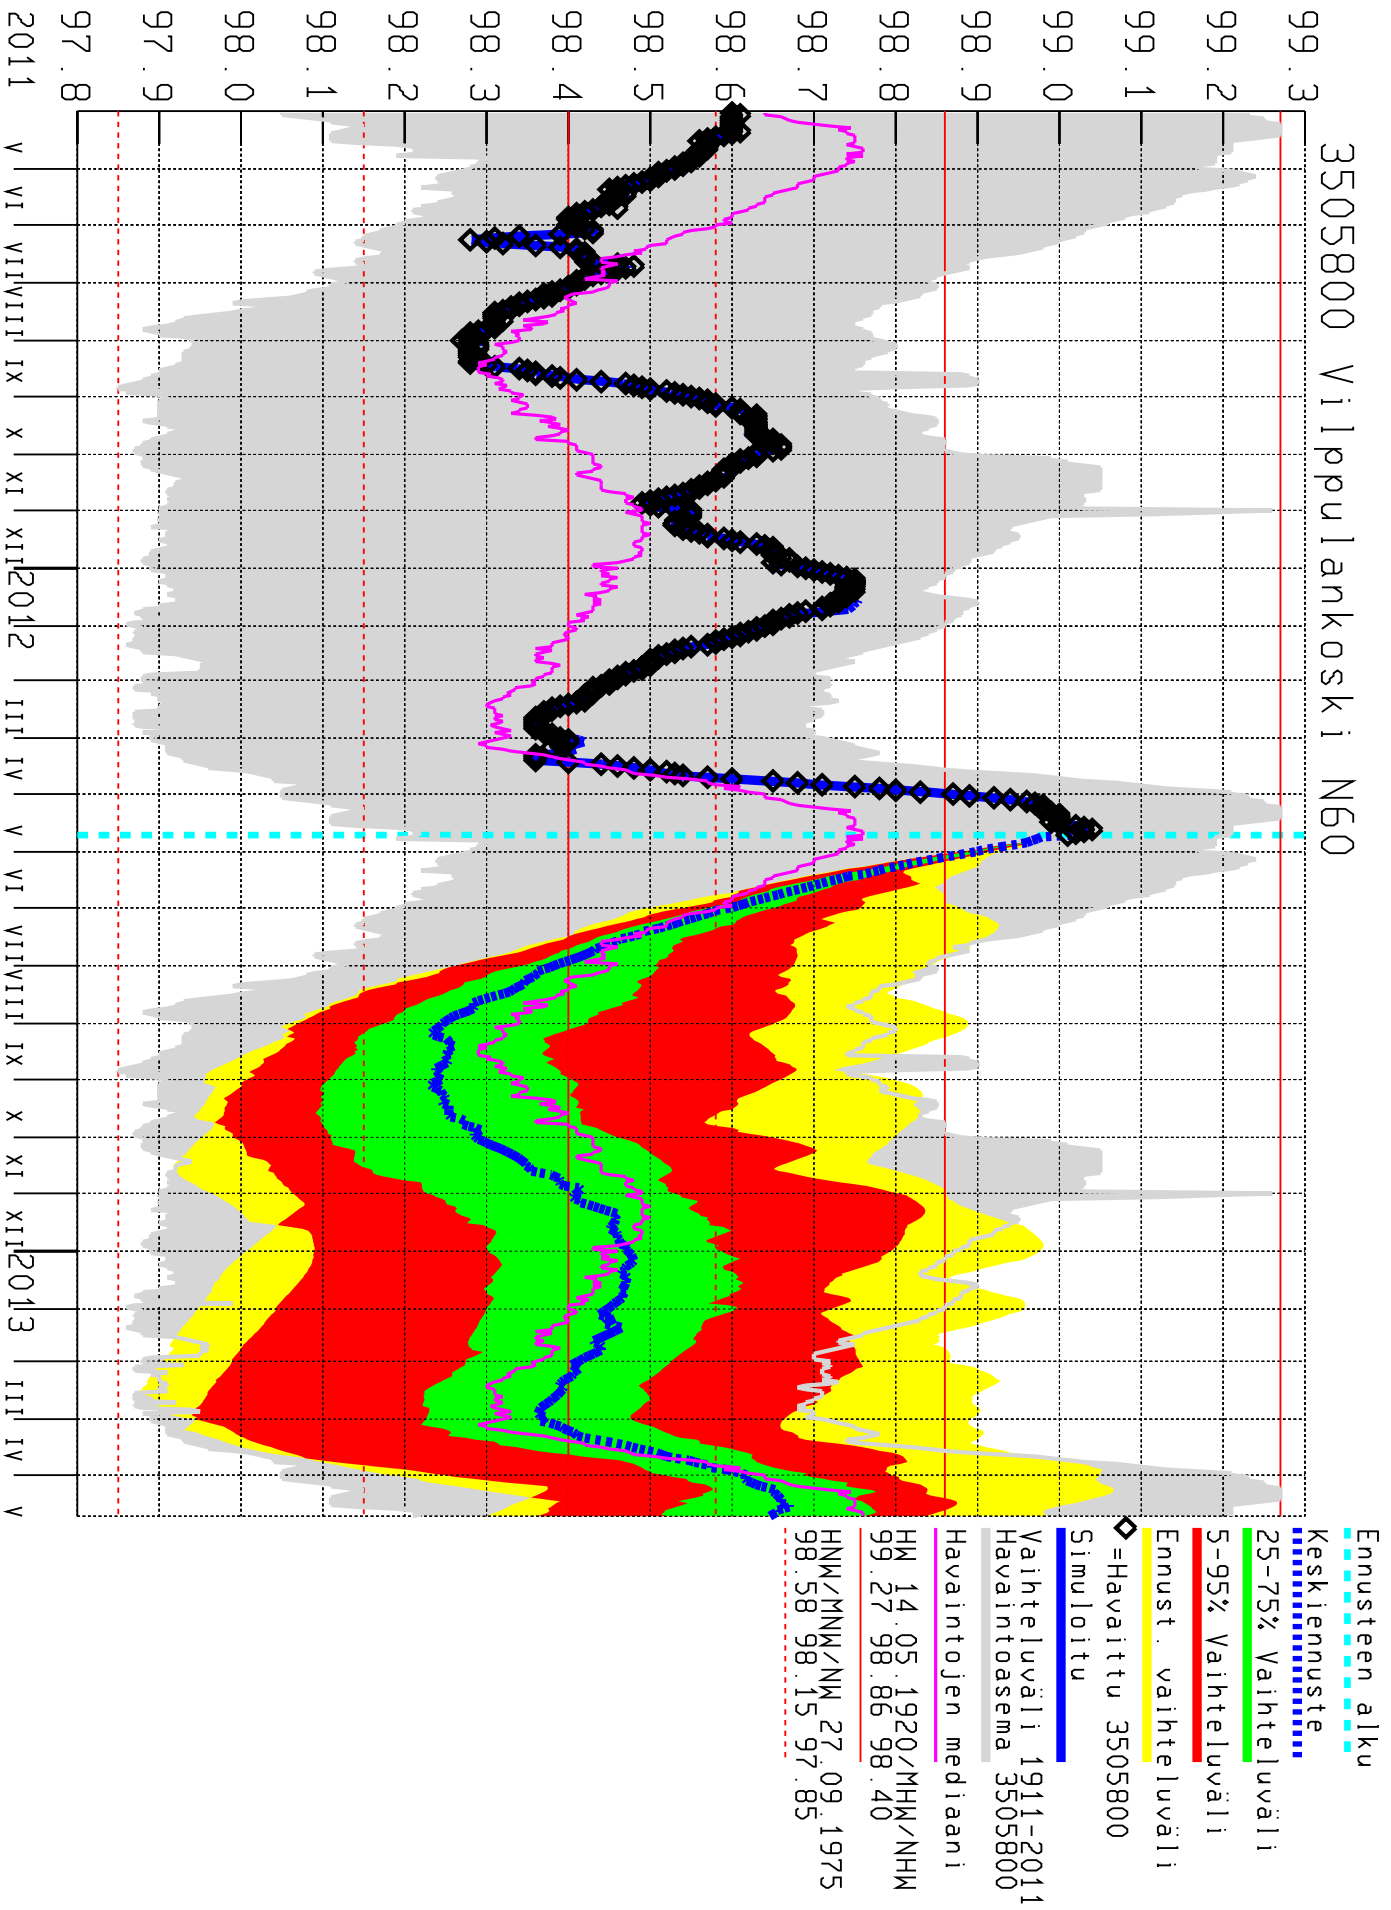 3505800 Vilppulankoski N60
99.3
99.2
99.1
99.0
98.9
98.8
98.7
98.6
98.5
98.4
98.3
98.2
98.1
98.0
97.9
97.8
2011 V VI VII VIII IX X XI XII 2012 III IV V VI VII VIII IX X XI XII 2013 III IV V
Ennusteen alku
Keskiennuste
25-75% Vaihteluväli
5-95% Vaihteluväli
Ennust. vaihteluväli
=Havaittu 3505800
Simuloitu
Vaihteluväli 1911-2011
Havaintoasema 3505800
Havaintojen mediaani
HW 14.05.1920/MHW/NHW
99.27 98.86 98.40
HNW/MNW/NW 27.09.1975
98.58 98.15 97.85